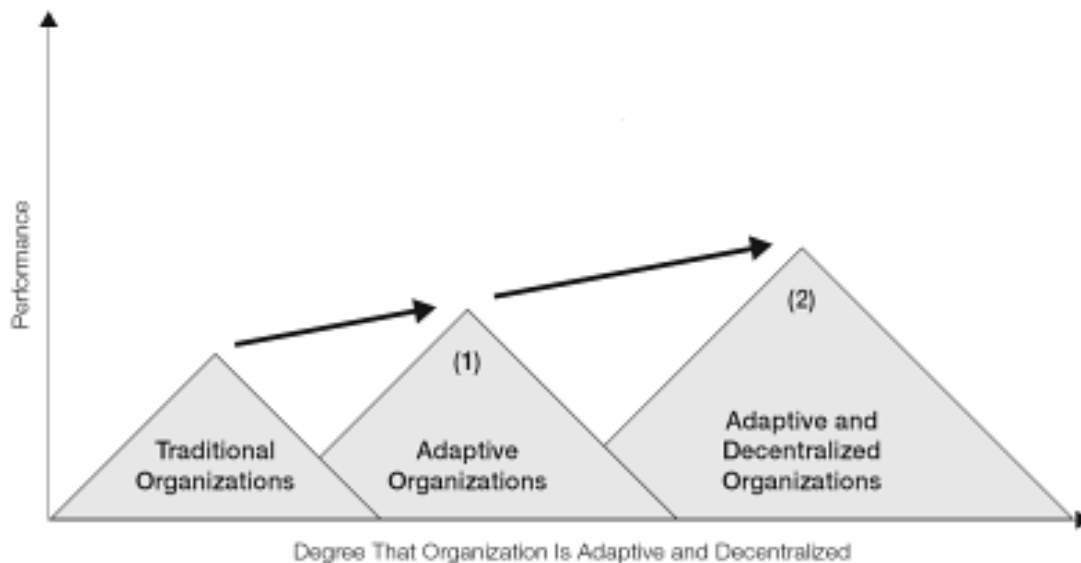 Performance
(1)
(2)
Traditional
Organizations
Adaptive
Organizations
Adaptive and
Decentralized
Organizations
Degree That Organization Is Adaptive and Decentralized